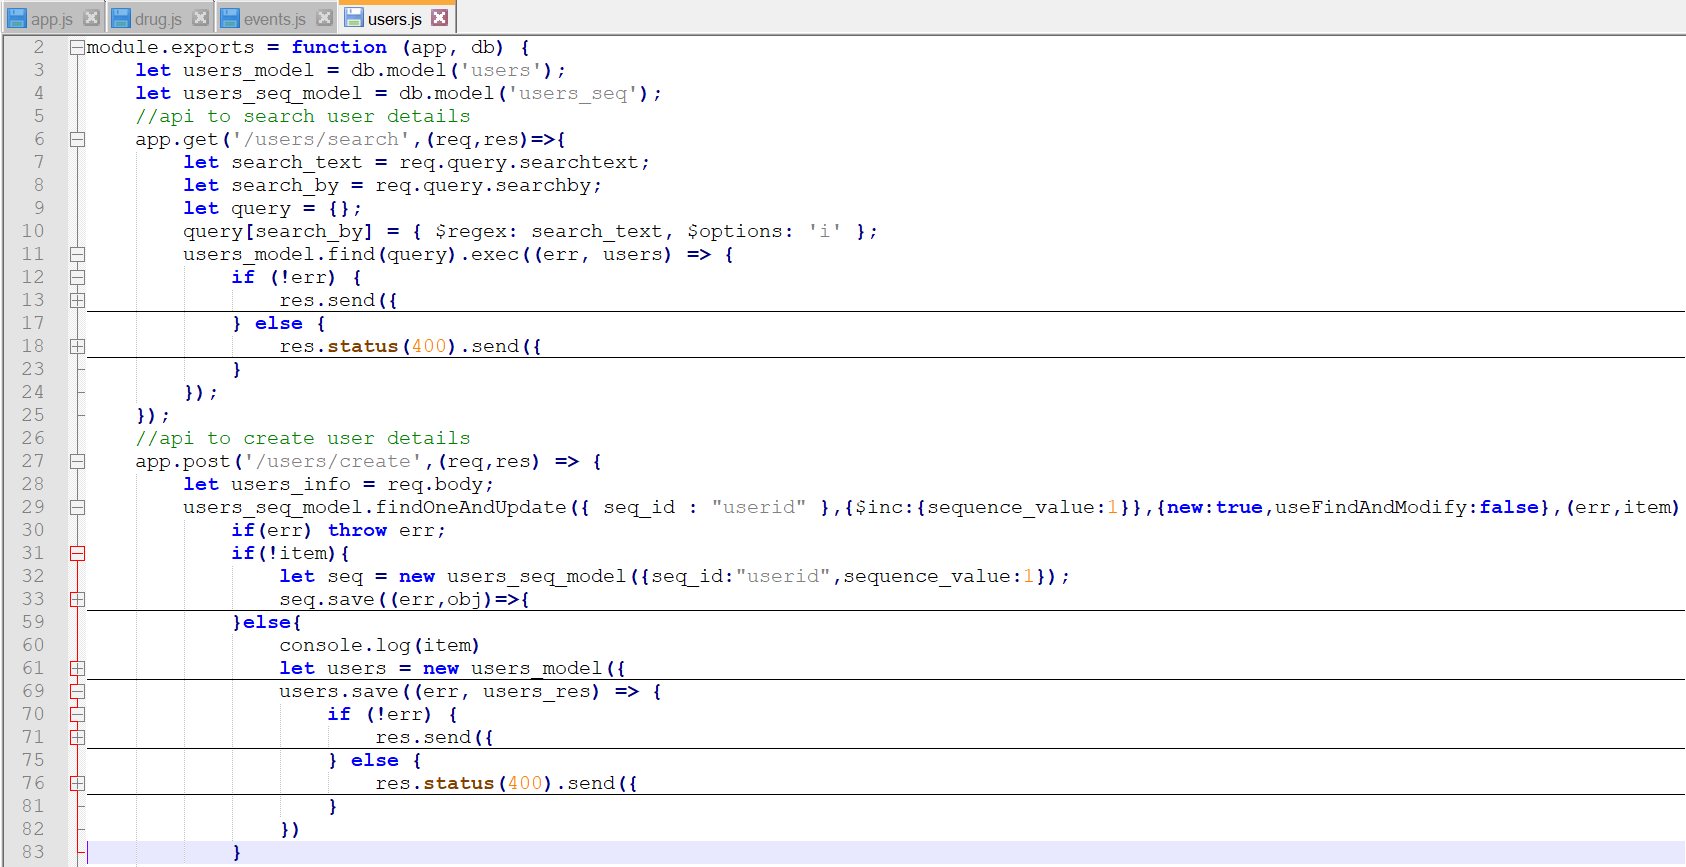 app.js drug.js events.js users.js
2 module.exports = function (app, db) {
3 let users_model = db.model('users');
4 let users_seq_model = db.model('users_seq');
5 //api to search user details
6 app.get('/users/search',(req,res)=>{
7 let search_text = req.query.searchtext;
8 let search_by = req.query.searchby;
9 let query = {};
10 query[search_by] = { $regex: search_text, $options: 'i' };
11 users_model.find(query).exec((err, users) => {
12 if (!err) {
13 res.send({
17 } else {
18 res.status(400).send({
23 }
24 });
25 });
26 //api to create user details
27 app.post('/users/create',(req,res) => {
28 let users_info = req.body;
29 users_seq_model.findOneAndUpdate({ seq_id : "userid" },{$inc:{sequence_value:1}},{new:true,useFindAndModify:false},(err,item)
30 if(err) throw err;
31 if(!item){
32 let seq = new users_seq_model({seq_id:"userid",sequence_value:1});
33 seq.save((err,obj)=>{
59 }else{
60 console.log(item)
61 let users = new users_model({
69 users.save((err, users_res) => {
70 if (!err) {
71 res.send({
75 } else {
76 res.status(400).send({
81 }
82 })
83 }